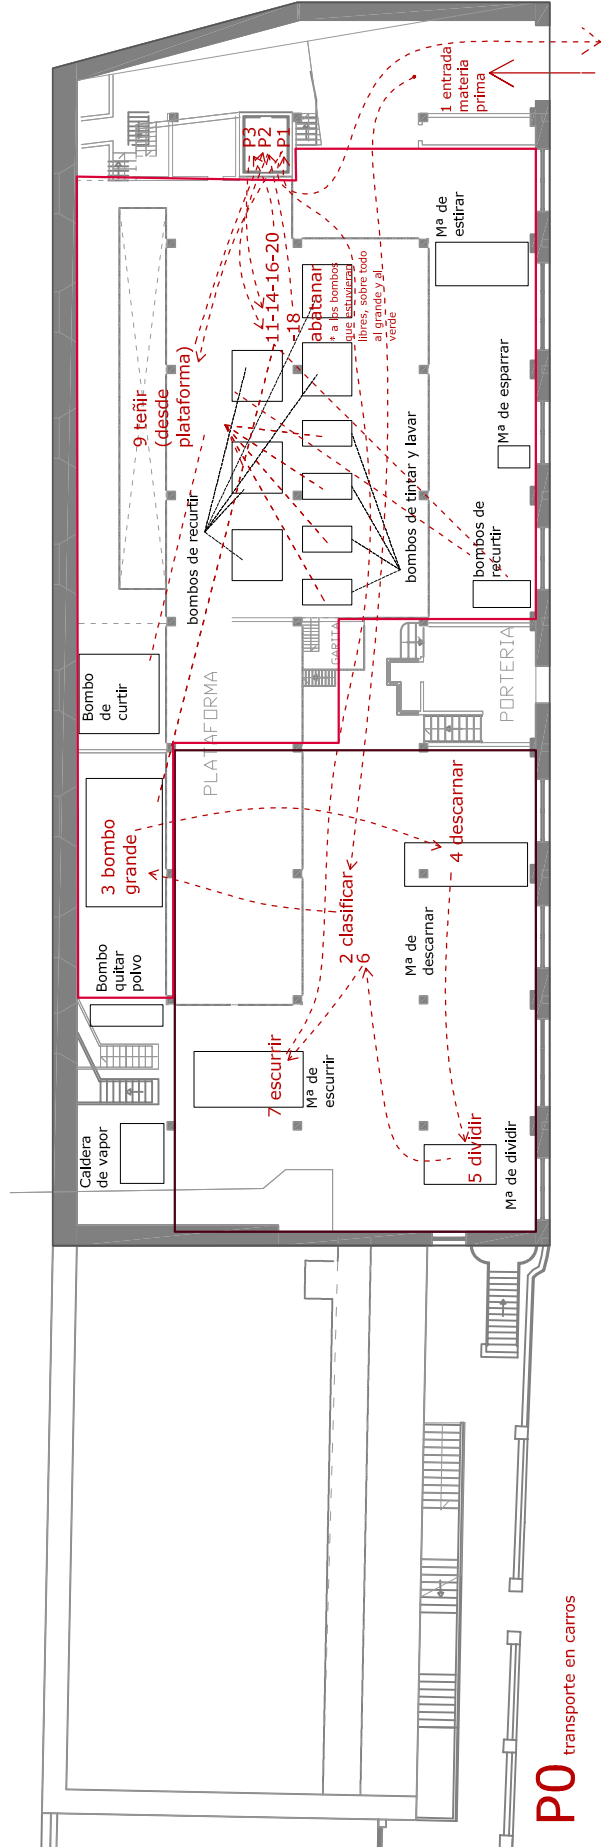 1 entrada
materia
prima
P3
P2
P1
Mª de
estirar
11-14-16-20
-18
abatanar
* a los bombos
que estuvieran
libres, sobre todo
al grande y al
verde
9 teñir
(desde
plataforma)
Mª de esparrar
bombos de recurtir
bombos de tintar y lavar
bombos de
recurtir
GARITA
PORTERIA
PLATAFORMA
Bombo
de
curtir
3 bombo
grande
4 descarnar
2 clasificar
6
Mª de
descarnar
Bombo
quitar
polvo
7 escurrir
Mª de
escurrir
Caldera
de vapor
5 dividir
Mª de dividir
P0 transporte en carros